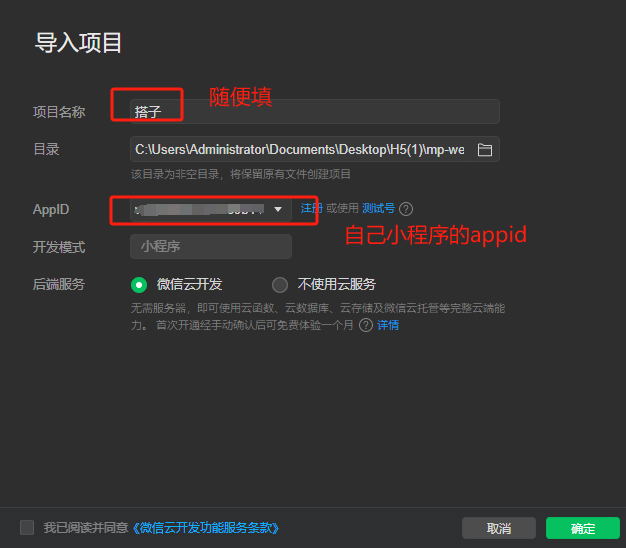 导入项目
随便填
项目名称 搭子
目录 C:\Users\Administrator\Documents\Desktop\H5(1)\mp-we
该目录为非空目录，将保留原有文件创建项目
AppID 注册 或使用 测试号 ?
自己小程序的appid
开发模式 小程序
后端服务 微信云开发 不使用云服务
无需服务器，即可使用云函数、云数据库、云存储及微信云托管等完整云端能
力。 首次开通经手动确认后可免费体验一个月 ? 详情
我已阅读并同意《微信云开发功能服务条款》 取消 确定